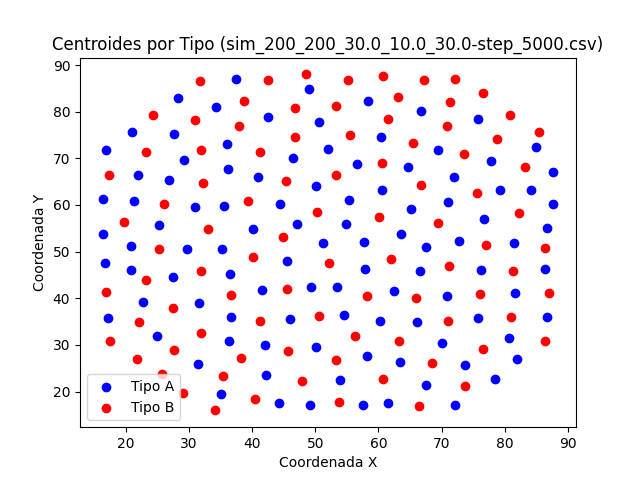 Centroides por Tipo (sim_200_200_30.0_10.0_30.0-step_5000.csv)
90
80
70
60
50
40
30
20
Coordenada Y
Tipo A
Tipo B
20 30 40 50 60 70 80 90
Coordenada X